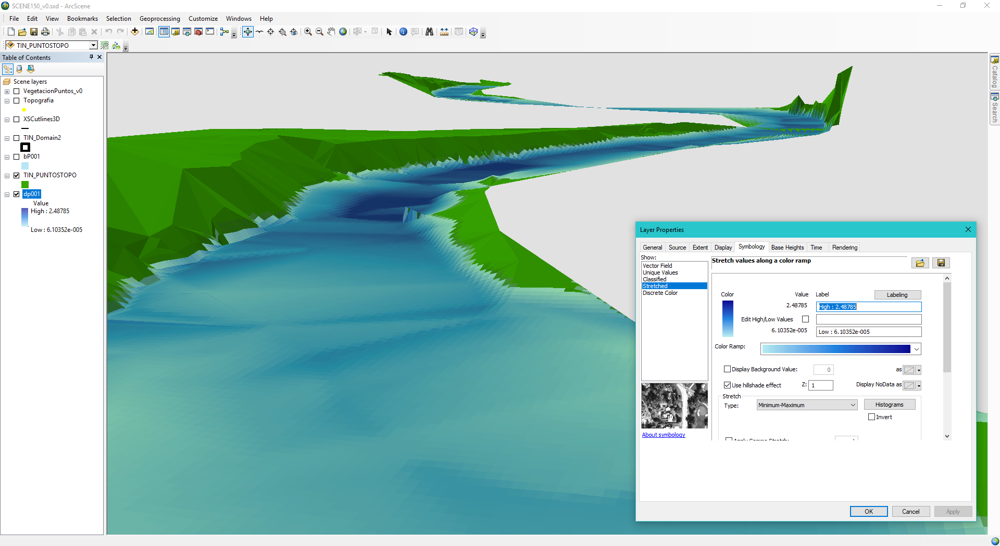 SCENE150_v0.sxd - ArcScene
File Edit View Bookmarks Selection Geoprocessing Customize Windows Help
TIN_PUNTOSTOPO
Table of Contents
Scene layers
VegetacionPuntos_v0
Topografia
XSCutlines3D
TIN_Domain2
bP001
TIN_PUNTOSTOPO
dp001
Value
High : 2.48785
Low : 6.10352e-005
Catalog
Search
Layer Properties
General Source Extent Display Symbology Base Heights Time Rendering
Show:
Vector Field
Unique Values
Classified
Stretched
Discrete Color
About symbology
Stretch values along a color ramp
Color Value Label Labeling
2.48785 High : 2.48785
Edit High/Low Values
6.10352e-005 Low : 6.10352e-005
Color Ramp:
Display Background Value: 0 as
Use hillshade effect Z: 1 Display NoData as
Stretch
Type: Minimum-Maximum Histograms
Invert
OK Cancel Apply